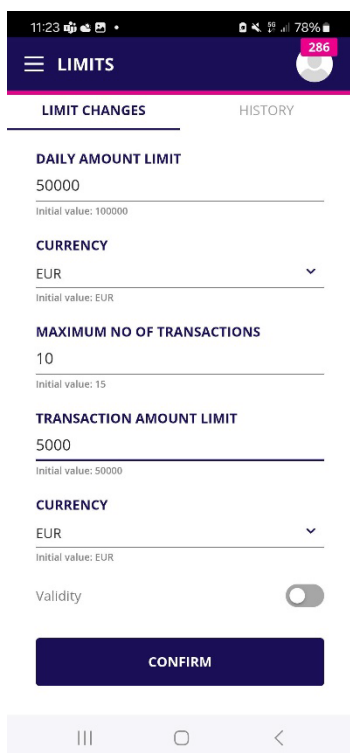 11:23
78%
286
LIMITS
LIMIT CHANGES HISTORY
DAILY AMOUNT LIMIT
50000
Initial value: 100000
CURRENCY
EUR
Initial value: EUR
MAXIMUM NO OF TRANSACTIONS
10
Initial value: 15
TRANSACTION AMOUNT LIMIT
5000
Initial value: 50000
CURRENCY
EUR
Initial value: EUR
Validity
CONFIRM